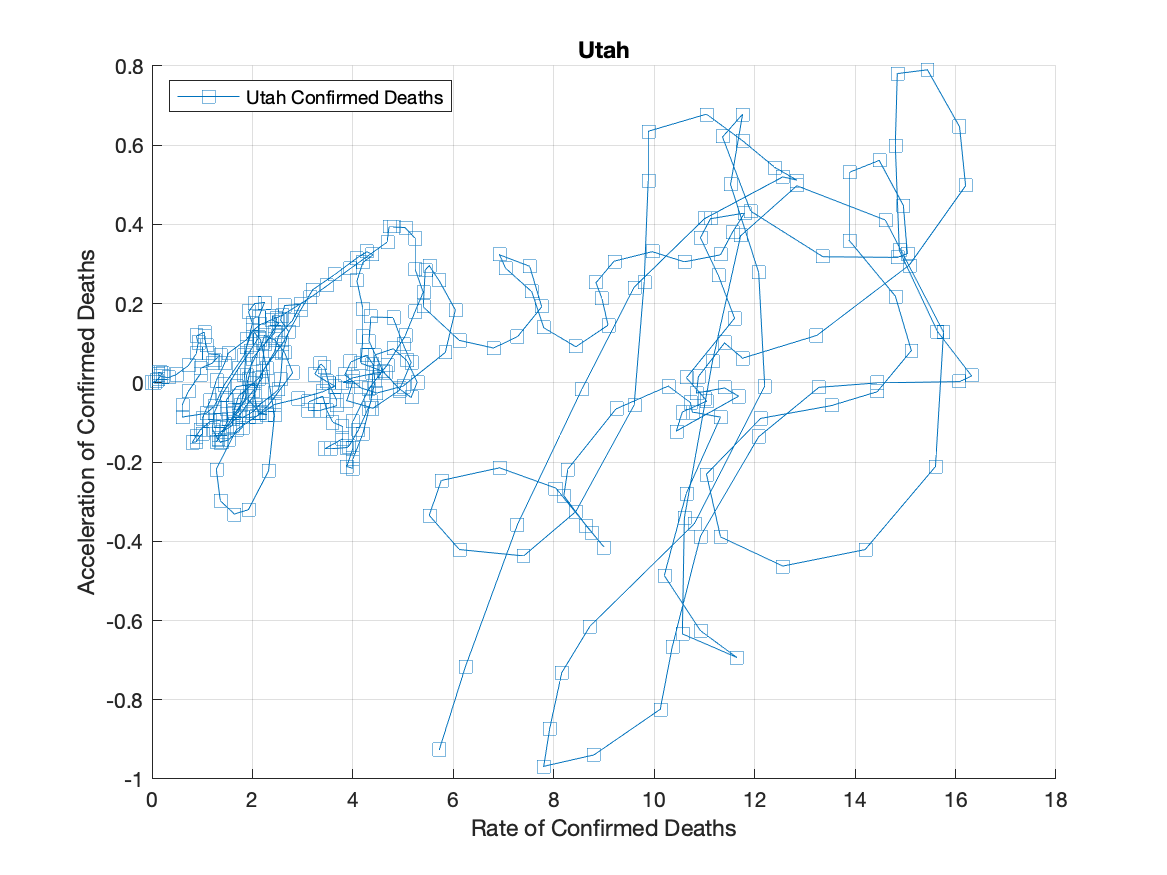 Utah
Utah Confirmed Deaths
0.8
0.6
0.4
0.2
0
-0.2
-0.4
-0.6
-0.8
-1
Acceleration of Confirmed Deaths
0 2 4 6 8 10 12 14 16 18
Rate of Confirmed Deaths